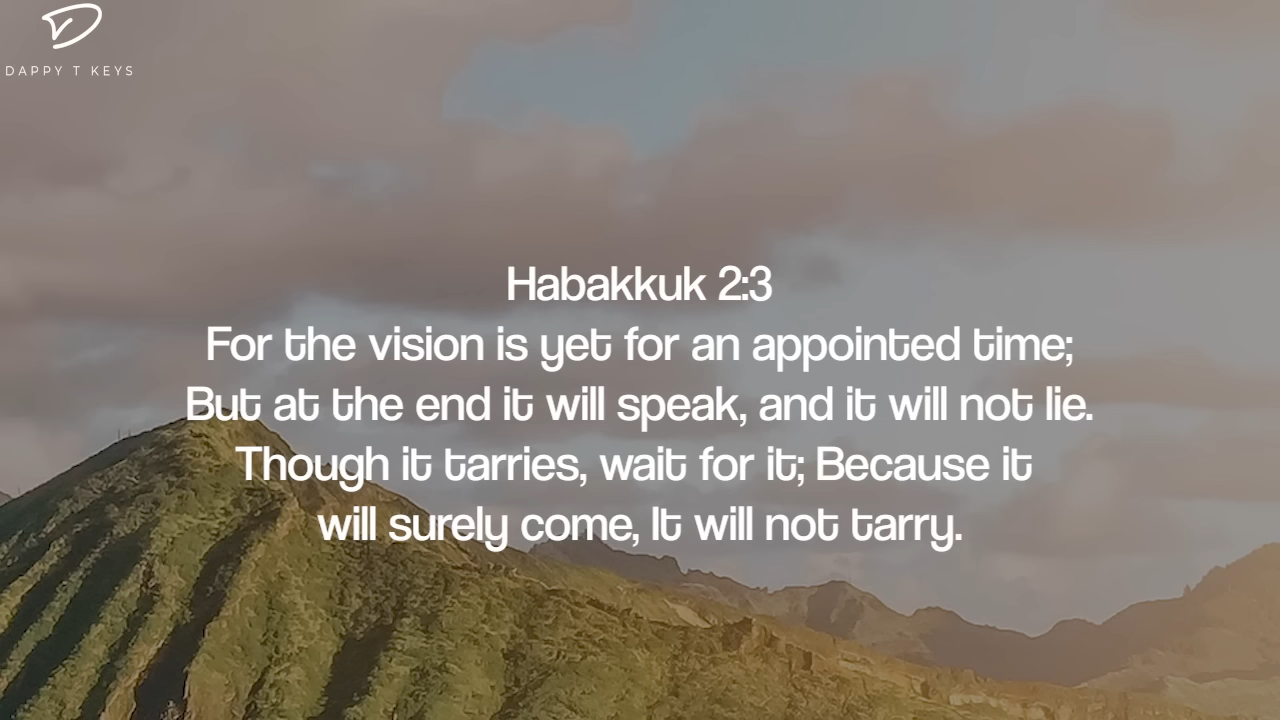 DAPPY T KEYS
Habakkuk 2:3
For the vision is yet for an appointed time;
But at the end it will speak, and it will not lie.
Though it tarries, wait for it; Because it
will surely come, It will not tarry.